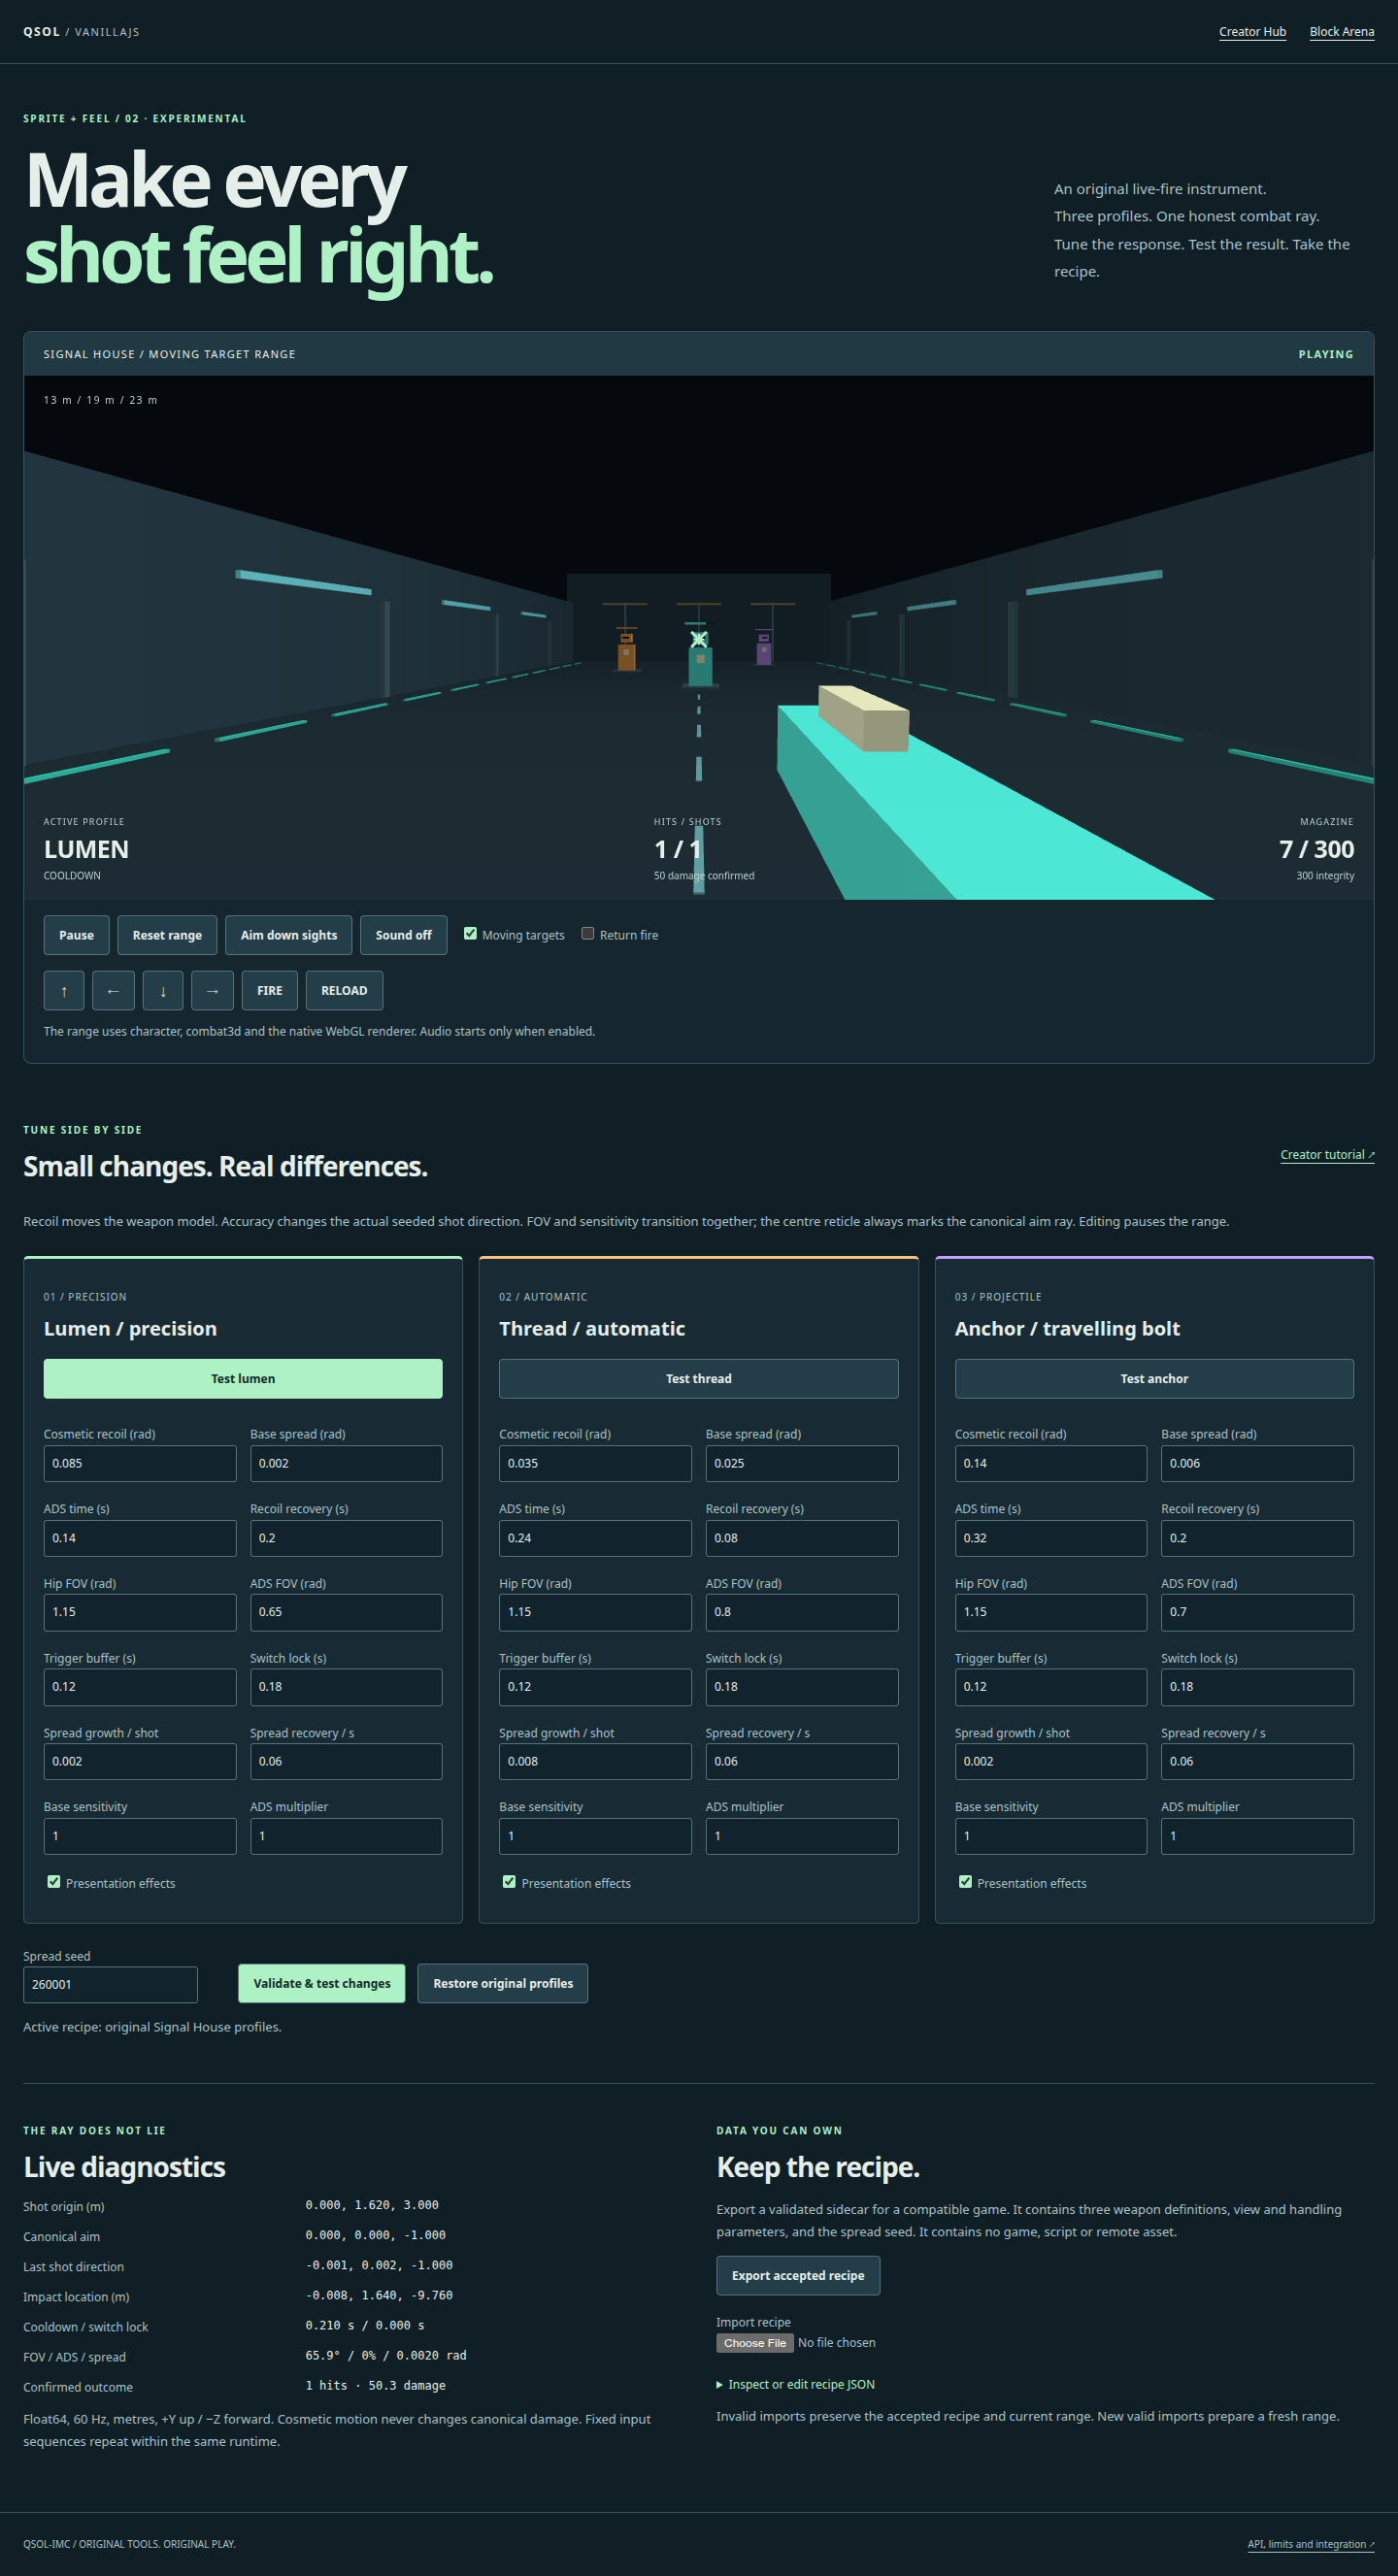 QSOL / VANILLAJS
Creator Hub
Block Arena
SPRITE + FEEL / 02 · EXPERIMENTAL
Make every
shot feel right.
An original live-fire instrument.
Three profiles. One honest combat ray.
Tune the response. Test the result. Take the
recipe.
SIGNAL HOUSE / MOVING TARGET RANGE
PLAYING
13 m / 19 m / 23 m
ACTIVE PROFILE
LUMEN
COOLDOWN
HITS / SHOTS
1 / 1
50 damage confirmed
MAGAZINE
7 / 300
300 integrity
Pause
Reset range
Aim down sights
Sound off
Moving targets
Return fire
↑
←
↓
→
FIRE
RELOAD
The range uses character, combat3d and the native WebGL renderer. Audio starts only when enabled.
TUNE SIDE BY SIDE
Small changes. Real differences.
Creator tutorial ↗
Recoil moves the weapon model. Accuracy changes the actual seeded shot direction. FOV and sensitivity transition together; the centre reticle always marks the canonical aim ray. Editing pauses the range.
01 / PRECISION
Lumen / precision
Test lumen
Cosmetic recoil (rad)
Base spread (rad)
0.085
0.002
ADS time (s)
Recoil recovery (s)
0.14
0.2
Hip FOV (rad)
ADS FOV (rad)
1.15
0.65
Trigger buffer (s)
Switch lock (s)
0.12
0.18
Spread growth / shot
Spread recovery / s
0.002
0.06
Base sensitivity
ADS multiplier
1
1
Presentation effects
02 / AUTOMATIC
Thread / automatic
Test thread
Cosmetic recoil (rad)
Base spread (rad)
0.035
0.025
ADS time (s)
Recoil recovery (s)
0.24
0.08
Hip FOV (rad)
ADS FOV (rad)
1.15
0.8
Trigger buffer (s)
Switch lock (s)
0.12
0.18
Spread growth / shot
Spread recovery / s
0.008
0.06
Base sensitivity
ADS multiplier
1
1
Presentation effects
03 / PROJECTILE
Anchor / travelling bolt
Test anchor
Cosmetic recoil (rad)
Base spread (rad)
0.14
0.006
ADS time (s)
Recoil recovery (s)
0.32
0.2
Hip FOV (rad)
ADS FOV (rad)
1.15
0.7
Trigger buffer (s)
Switch lock (s)
0.12
0.18
Spread growth / shot
Spread recovery / s
0.002
0.06
Base sensitivity
ADS multiplier
1
1
Presentation effects
Spread seed
260001
Validate & test changes
Restore original profiles
Active recipe: original Signal House profiles.
THE RAY DOES NOT LIE
Live diagnostics
Shot origin (m)
0.000, 1.620, 3.000
Canonical aim
0.000, 0.000, -1.000
Last shot direction
-0.001, 0.002, -1.000
Impact location (m)
-0.008, 1.640, -9.760
Cooldown / switch lock
0.210 s / 0.000 s
FOV / ADS / spread
65.9° / 0% / 0.0020 rad
Confirmed outcome
1 hits · 50.3 damage
Float64, 60 Hz, metres, +Y up / −Z forward. Cosmetic motion never changes canonical damage. Fixed input
sequences repeat within the same runtime.
DATA YOU CAN OWN
Keep the recipe.
Export a validated sidecar for a compatible game. It contains three weapon definitions, view and handling
parameters, and the spread seed. It contains no game, script or remote asset.
Export accepted recipe
Import recipe
Choose File No file chosen
▶ Inspect or edit recipe JSON
Invalid imports preserve the accepted recipe and current range. New valid imports prepare a fresh range.
QSOL-IMC / ORIGINAL TOOLS. ORIGINAL PLAY.
API, limits and integration ↗